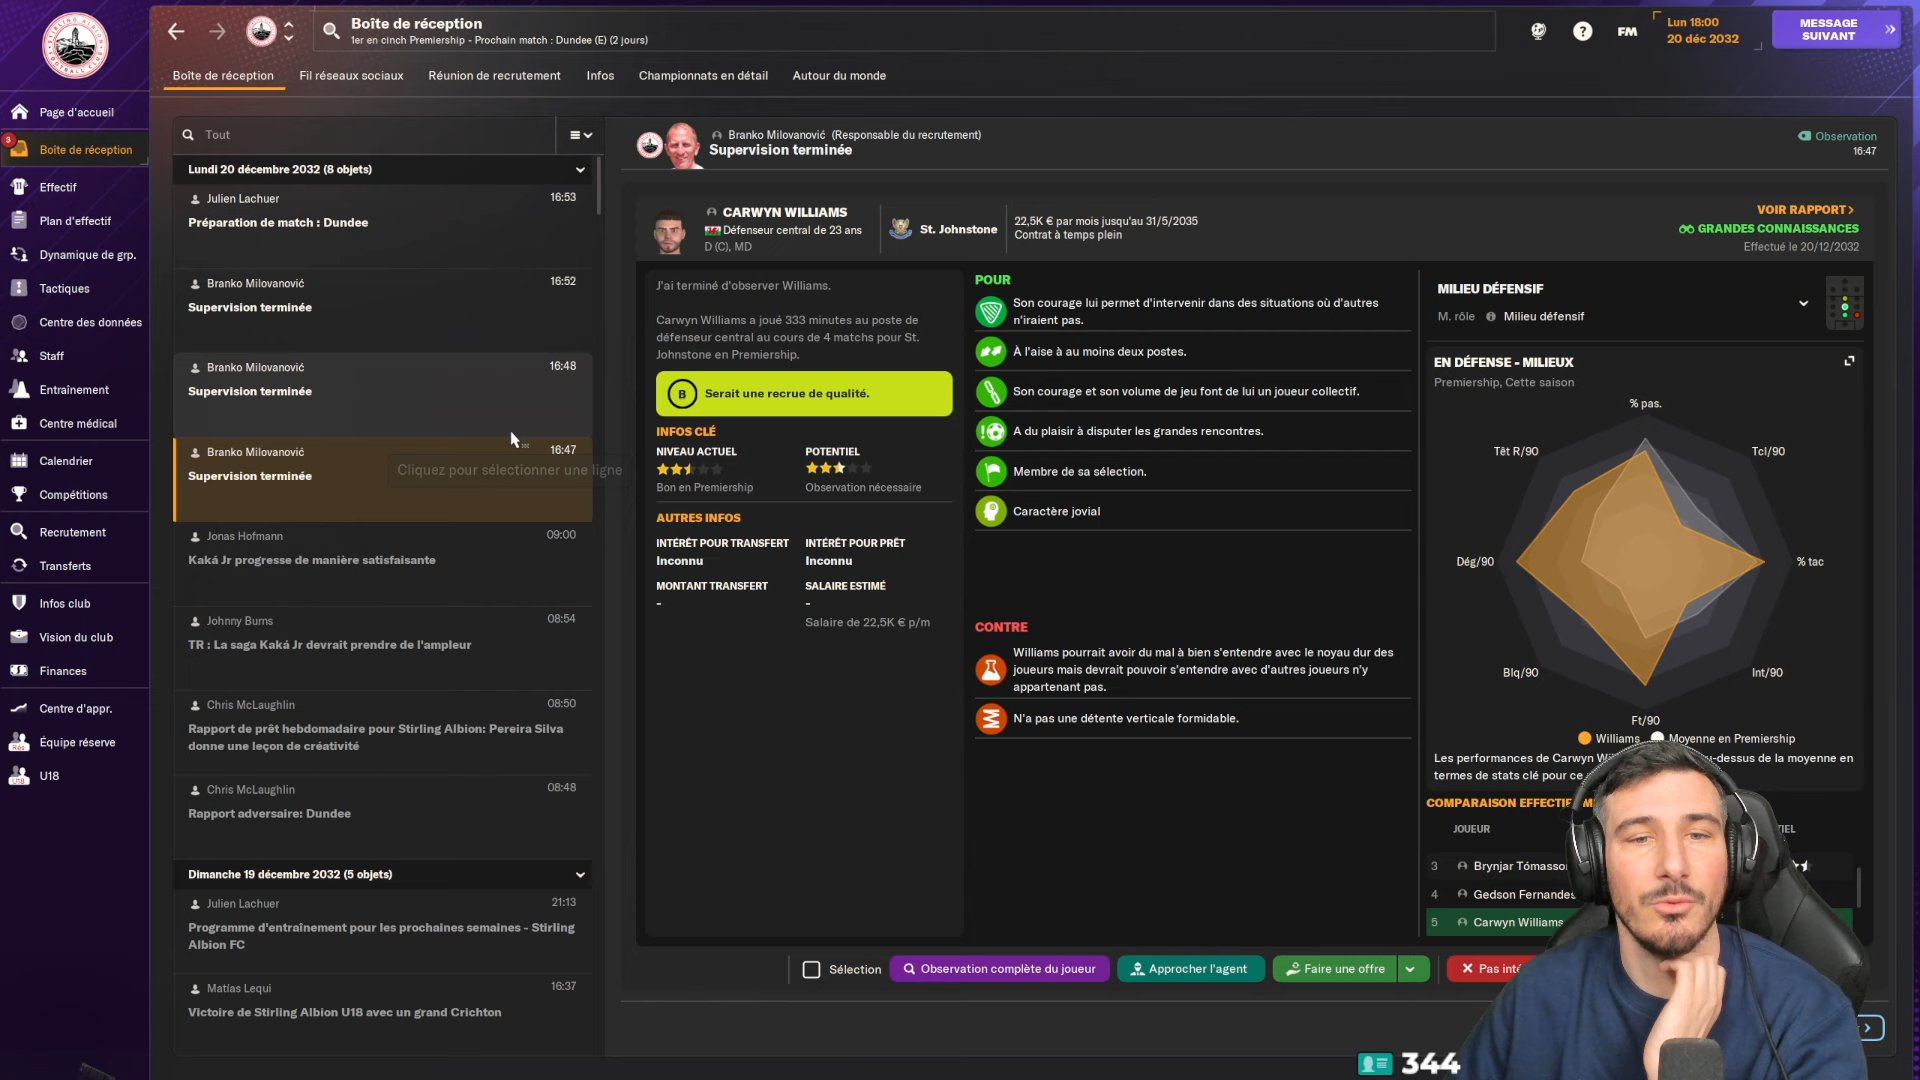 Boîte de réception
1er en cinch Premiership - Prochain match : Dundee (E) (2 jours)
FM
Lun 18:00
20 déc 2032
MESSAGE
SUIVANT
Boîte de réception
Fil réseaux sociaux
Réunion de recrutement
Infos
Championnats en détail
Autour du monde
Page d'accueil
3
Boîte de réception
Effectif
Plan d'effectif
Dynamique de grp.
Tactiques
Centre des données
Staff
Entraînement
Centre médical
Calendrier
Compétitions
Recrutement
Transferts
Infos club
Vision du club
Finances
Centre d'appr.
Équipe réserve
U18
Tout
Lundi 20 décembre 2032 (8 objets)
Julien Lachuer
16:53
Préparation de match : Dundee
Branko Milovanović
16:52
Supervision terminée
Branko Milovanović
16:48
Supervision terminée
Branko Milovanović
16:47
Supervision terminée
Cliquez pour sélectionner une ligne
Jonas Hofmann
09:00
Kaká Jr progresse de manière satisfaisante
Johnny Burns
08:54
TR : La saga Kaká Jr devrait prendre de l'ampleur
Chris McLaughlin
08:50
Rapport de prêt hebdomadaire pour Stirling Albion: Pereira Silva
donne une leçon de créativité
Chris McLaughlin
08:48
Rapport adversaire: Dundee
Dimanche 19 décembre 2032 (5 objets)
Julien Lachuer
21:13
Programme d'entraînement pour les prochaines semaines - Stirling
Albion FC
Matías Lequi
16:37
Victoire de Stirling Albion U18 avec un grand Crichton
Branko Milovanović (Responsable du recrutement)
Supervision terminée
Observation
16:47
CARWYN WILLIAMS
Défenseur central de 23 ans
D (C), MD
St. Johnstone
22,5K € par mois jusqu'au 31/5/2035
Contrat à temps plein
VOIR RAPPORT
GRANDES CONNAISSANCES
Effectué le 20/12/2032
J'ai terminé d'observer Williams.
Carwyn Williams a joué 333 minutes au poste de
défenseur central au cours de 4 matchs pour St.
Johnstone en Premiership.
B
Serait une recrue de qualité.
INFOS CLÉ
NIVEAU ACTUEL
POTENTIEL
Bon en Premiership
Observation nécessaire
AUTRES INFOS
INTÉRÊT POUR TRANSFERT
INTÉRÊT POUR PRÊT
Inconnu
Inconnu
MONTANT TRANSFERT
SALAIRE ESTIMÉ
-
-
Salaire de 22,5K € p/m
POUR
Son courage lui permet d'intervenir dans des situations où d'autres
n'iraient pas.
À l'aise à au moins deux postes.
Son courage et son volume de jeu font de lui un joueur collectif.
A du plaisir à disputer les grandes rencontres.
Membre de sa sélection.
Caractère jovial
CONTRE
Williams pourrait avoir du mal à bien s'entendre avec le noyau dur des
joueurs mais devrait pouvoir s'entendre avec d'autres joueurs n'y
appartenant pas.
N'a pas une détente verticale formidable.
MILIEU DÉFENSIF
M. rôle
Milieu défensif
EN DÉFENSE - MILIEUX
Premiership, Cette saison
% pas.
Têt R/90
Tcl/90
Dég/90
% tac
Blq/90
Int/90
Ft/90
Williams
Moyenne en Premiership
Les performances de Carwyn
-dessus de la moyenne en
termes de stats clé pour ce
COMPARAISON EFFECTIF
JOUEUR
3 Brynjar Tómasso
4 Gedson Fernandes
5 Carwyn Williams
Sélection
Observation complète du joueur
Approcher l'agent
Faire une offre
Pas inté
344